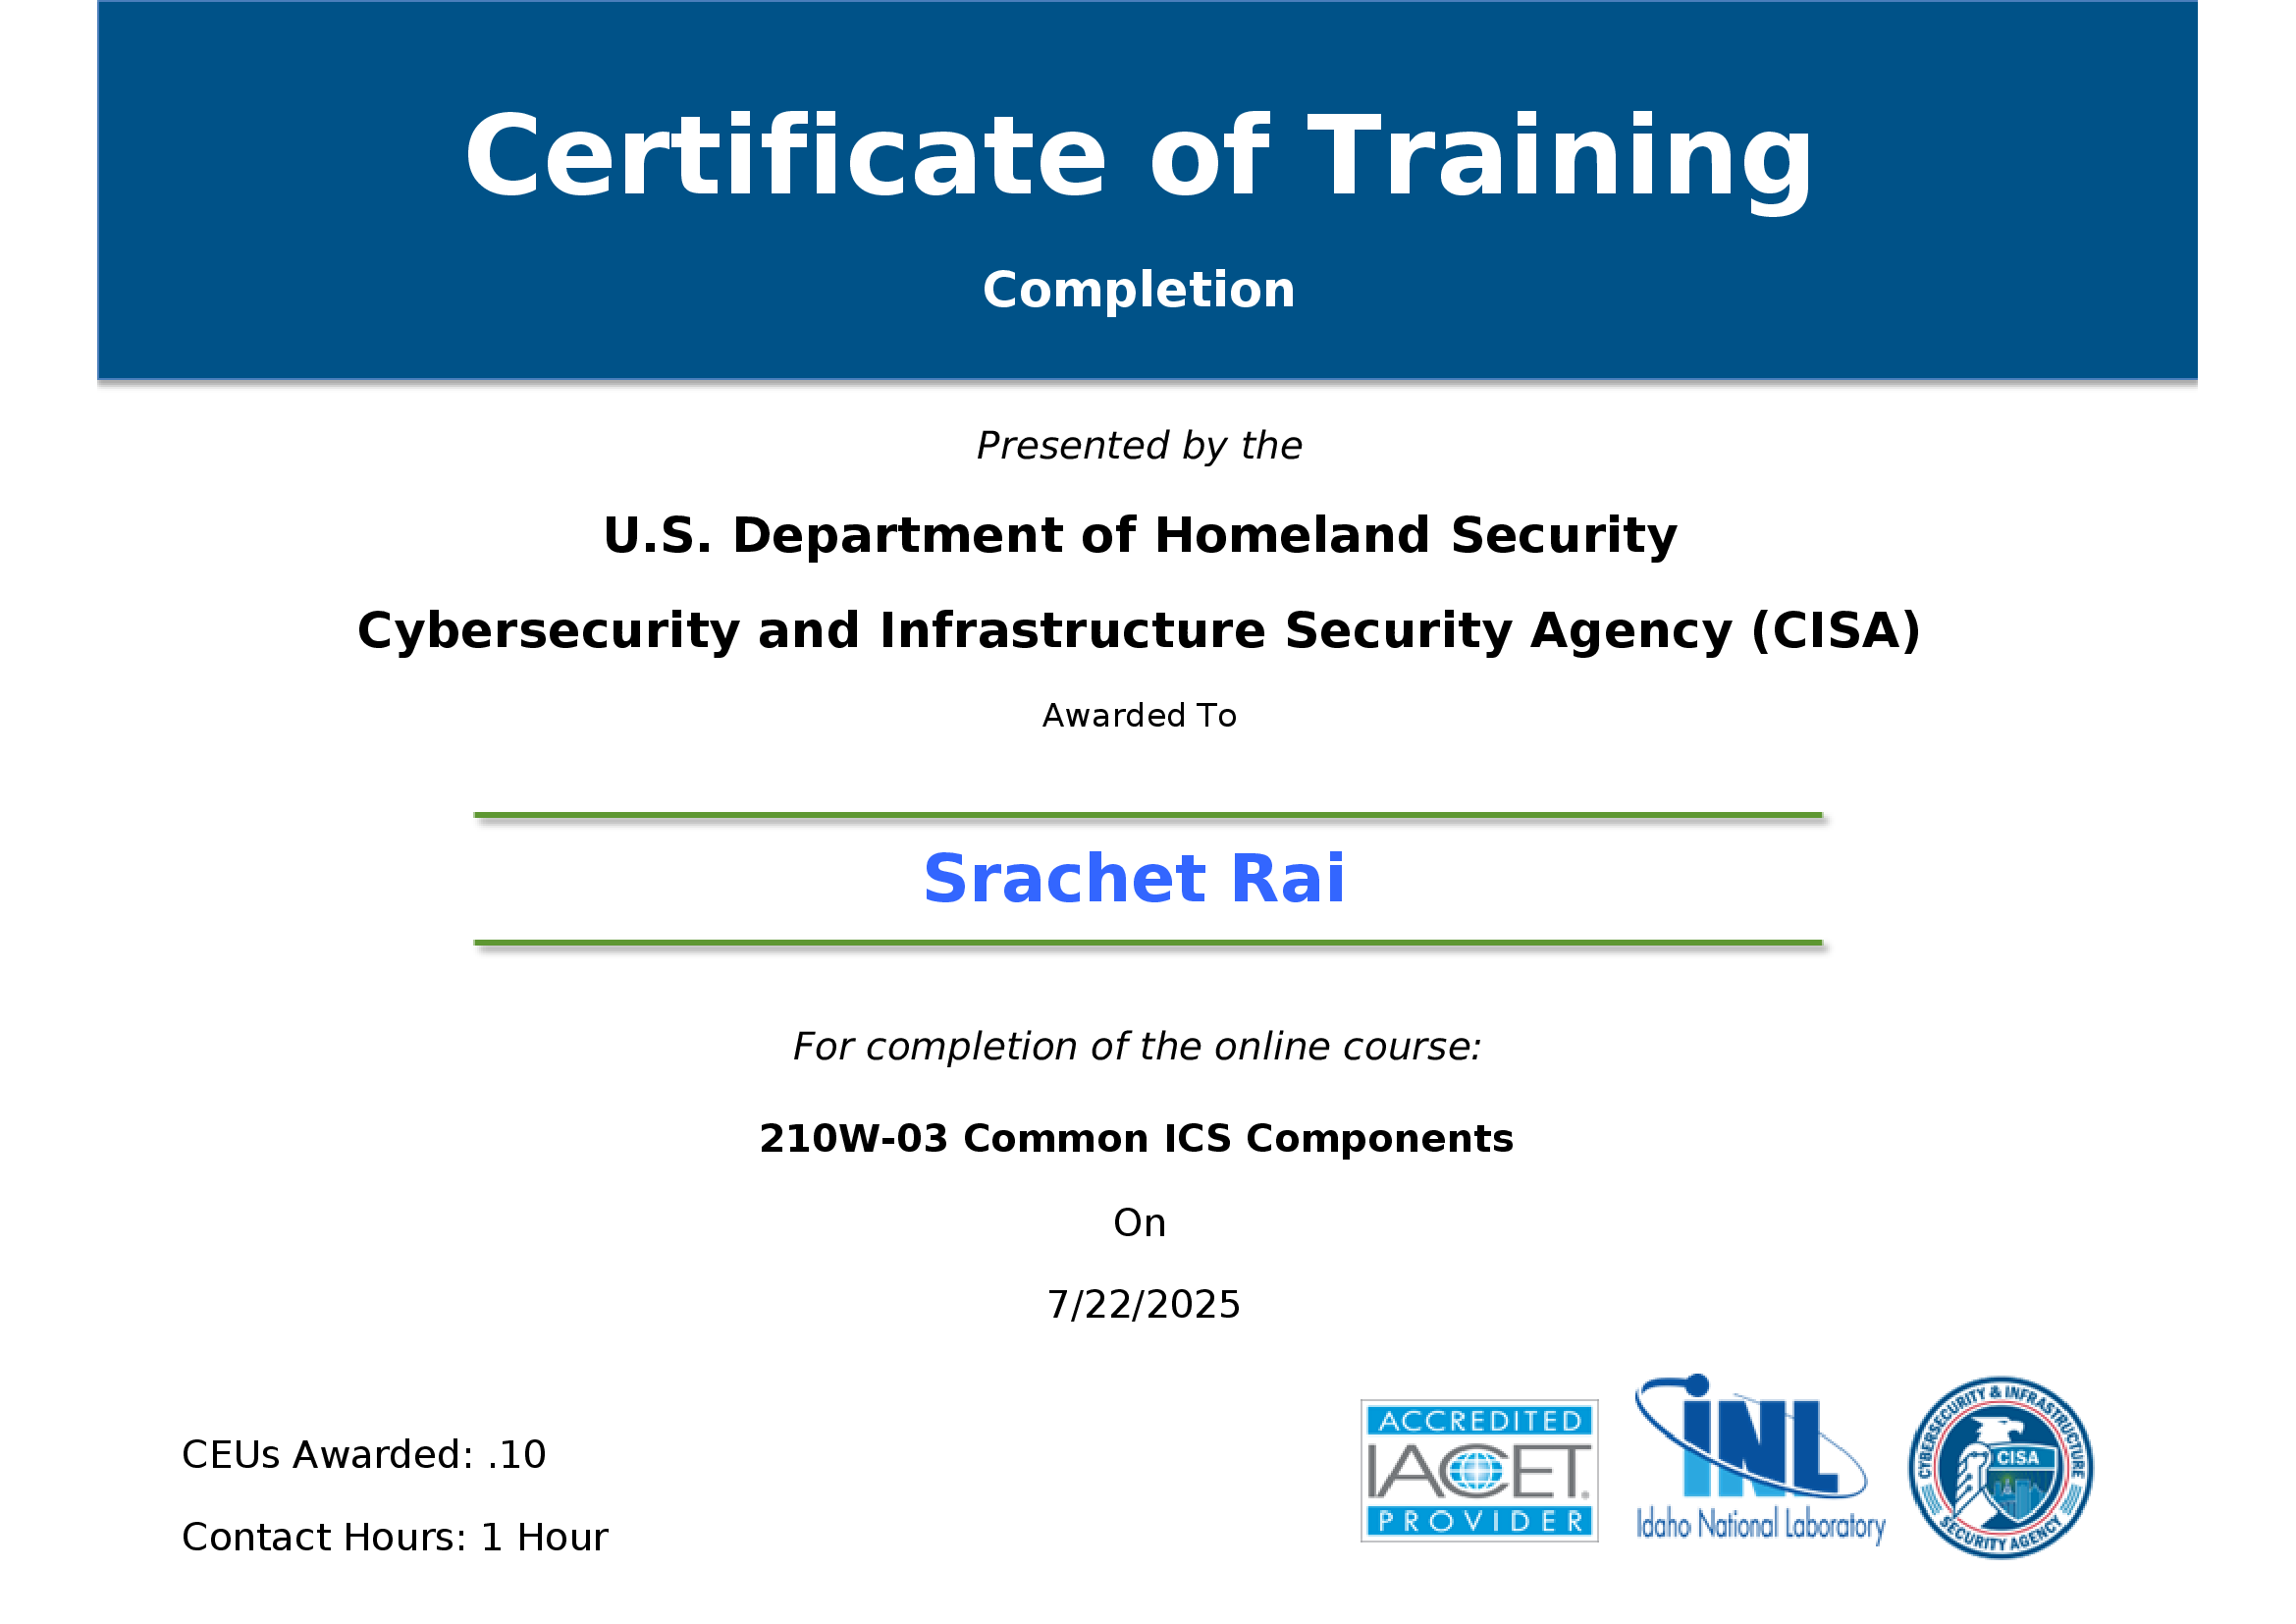 Certificate of Training
Completion
Presented by the
U.S. Department of Homeland Security
Cybersecurity and Infrastructure Security Agency (CISA)
Awarded To
Srachet Rai
For completion of the online course:
210W-03 Common ICS Components
On
7/22/2025
CEUs Awarded: .10
Contact Hours: 1 Hour
ACCREDITED
IACET®
PROVIDER
INL
Idaho National Laboratory
CYBERSECURITY & INFRASTRUCTURE
CISA
SECURITY AGENCY